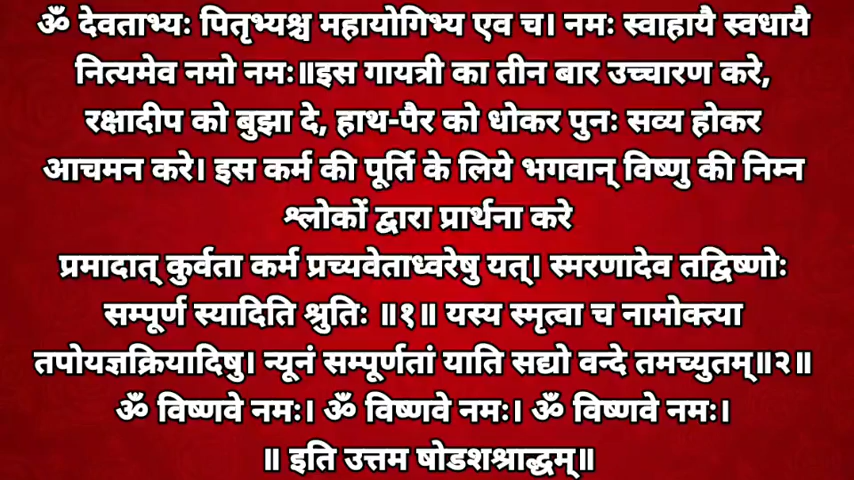 ॐ देवताभ्यः पितृभ्यश्च महायोगिभ्य एव च। नमः स्वाहायै स्वधायै
नित्यमेव नमो नमः॥इस गायत्री का तीन बार उच्चारण करे,
रक्षादीप को बुझा दे, हाथ-पैर को धोकर पुनः सव्य होकर
आचमन करे। इस कर्म की पूर्ति के लिये भगवान् विष्णु की निम्न
श्लोकों द्वारा प्रार्थना करे
प्रमादात् कुर्वता कर्म प्रच्यवेताध्वरेषु यत्। स्मरणादेव तद्विष्णोः
सम्पूर्ण स्यादिति श्रुतिः ॥१॥ यस्य स्मृत्वा च नामोक्त्या
तपोयज्ञक्रियादिषु। न्यूनं सम्पूर्णतां याति सद्यो वन्दे तमच्युतम्॥२॥
ॐ विष्णवे नमः। ॐ विष्णवे नमः। ॐ विष्णवे नमः।
॥ इति उत्तम षोडशश्राद्धम्॥